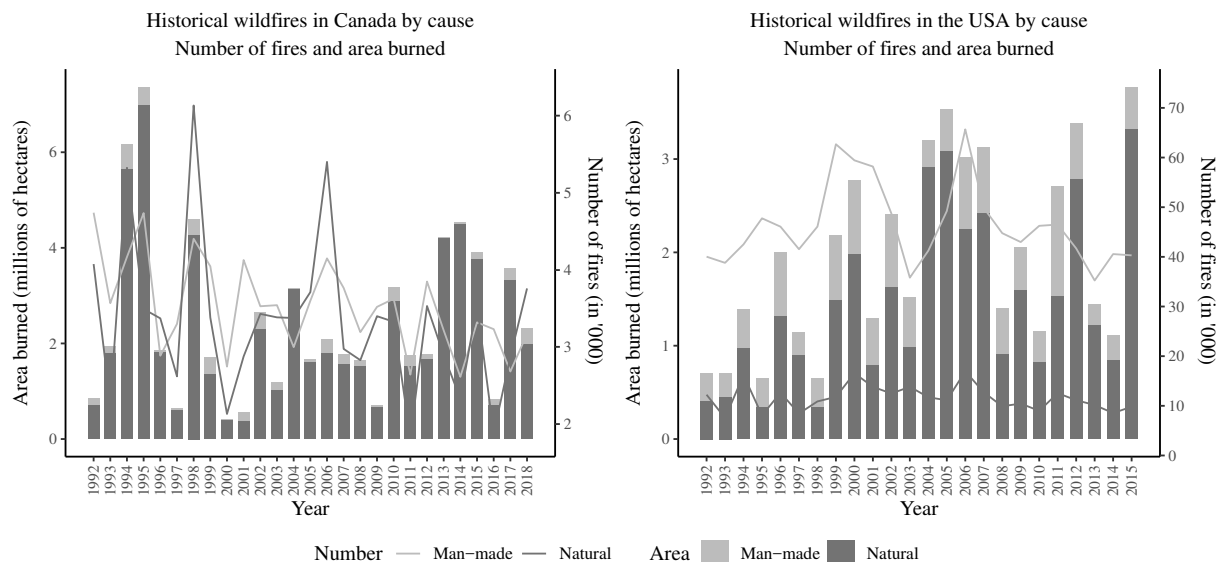 Historical wildfires in Canada by cause
Number of fires and area burned
Area burned (millions of hectares)
6
4
2
0
6
5
4
3
2
Number of fires (in '000)
1992 1993 1994 1995 1996 1997 1998 1999 2000 2001 2002 2003 2004 2005 2006 2007 2008 2009 2010 2011 2012 2013 2014 2015 2016 2017 2018
Year
Historical wildfires in the USA by cause
Number of fires and area burned
Area burned (millions of hectares)
3
2
1
0
70
60
50
40
30
20
10
0
Number of fires (in '000)
1992 1993 1994 1995 1996 1997 1998 1999 2000 2001 2002 2003 2004 2005 2006 2007 2008 2009 2010 2011 2012 2013 2014 2015
Year
Number Man−made Natural Area Man−made Natural